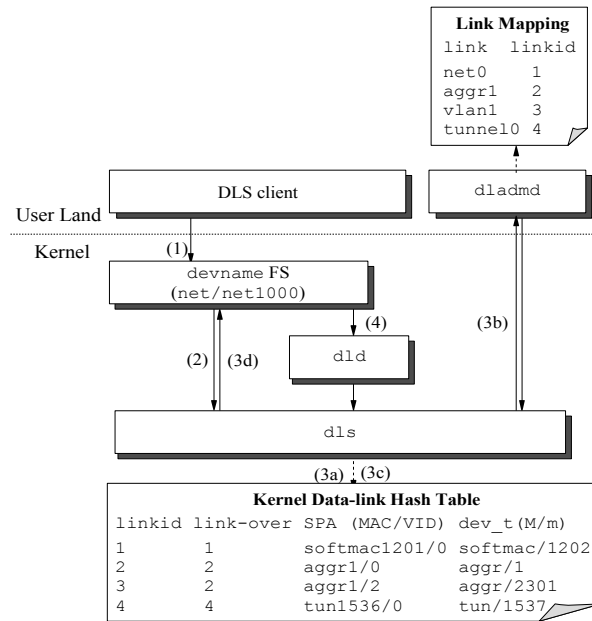 Link Mapping
link linkid
net0 1
aggr1 2
vlan1 3
tunnel0 4
DLS client
dladmd
User Land
Kernel
(1)
devname FS
(net/net1000)
(4)
(3b)
(2)
(3d)
dld
dls
(3a)
(3c)
Kernel Data-link Hash Table
linkid link-over SPA (MAC/VID) dev_t(M/m)
1 1 softmac1201/0 softmac/1202
2 2 aggr1/0 aggr/1
3 2 aggr1/2 aggr/2301
4 4 tun1536/0 tun/1537